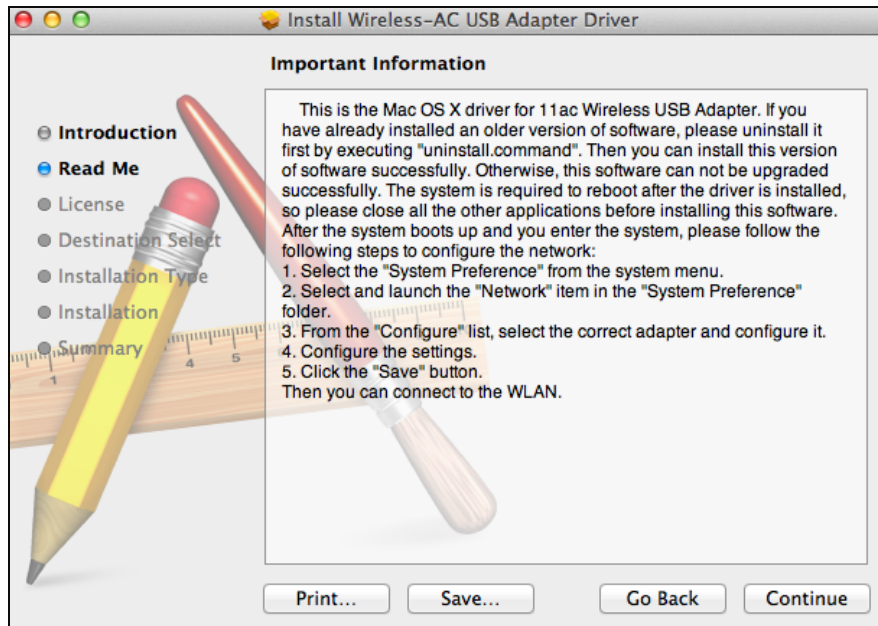 Install Wireless-AC USB Adapter Driver
Important Information
Introduction
Read Me
License
Destination Select
Installation Type
Installation
Summary
This is the Mac OS X driver for 11ac Wireless USB Adapter. If you
have already installed an older version of software, please uninstall it
first by executing "uninstall.command". Then you can install this version
of software successfully. Otherwise, this software can not be upgraded
successfully. The system is required to reboot after the driver is installed,
so please close all the other applications before installing this software.
After the system boots up and you enter the system, please follow the
following steps to configure the network:
1. Select the "System Preference" from the system menu.
2. Select and launch the "Network" item in the "System Preference"
folder.
3. From the "Configure" list, select the correct adapter and configure it.
4. Configure the settings.
5. Click the "Save" button.
Then you can connect to the WLAN.
1 4 5
Print... Save... Go Back Continue